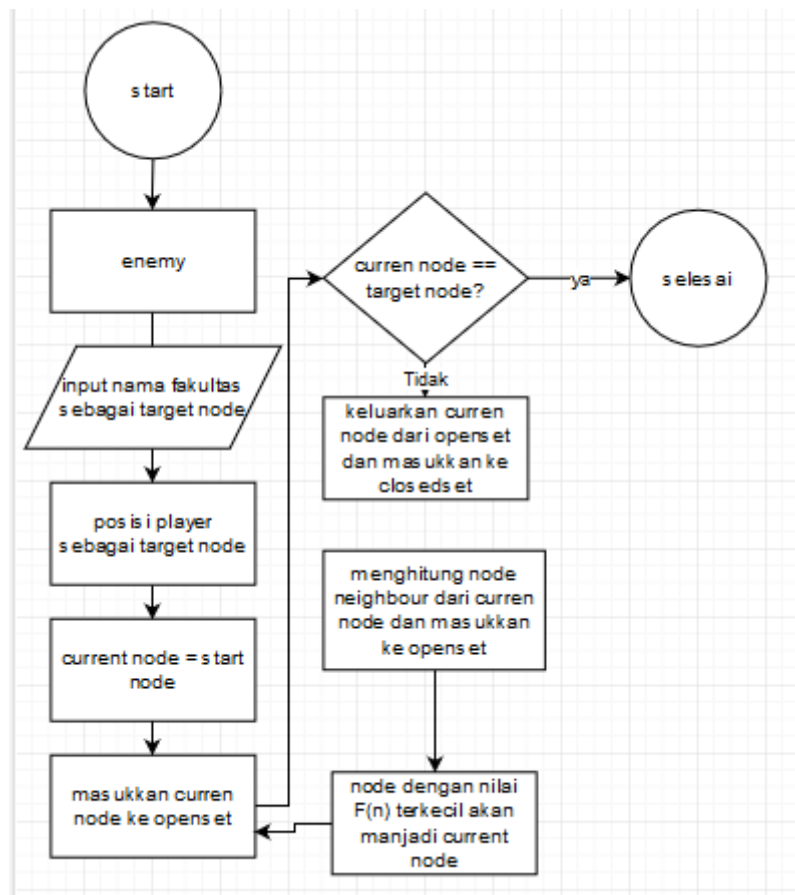 start
enemy
input nama fakultas
sebagai target node
posisi player
sebagai target node
current node = start
node
masukkan curren
node ke openset
curren node ==
target node?
ya
selesai
Tidak
keluarkan curren
node dari openset
dan masukkan ke
closedset
menghitung node
neighbour dari curren
node dan masukkan
ke openset
node dengan nilai
F(n) terkecil akan
manjadi current
node